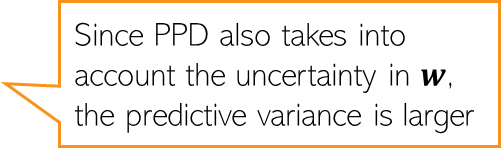 Since PPD also takes into
account the uncertainty in w,
the predictive variance is larger